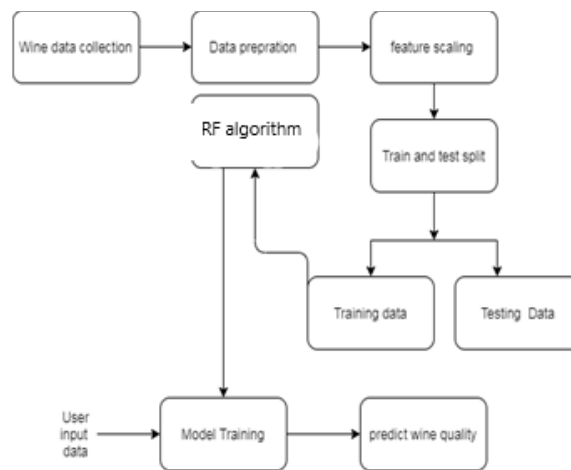 Wine data collection
Data prepration
feature scaling
RF algorithm
Train and test split
Training data
Testing Data
User
input
data
Model Training
predict wine quality